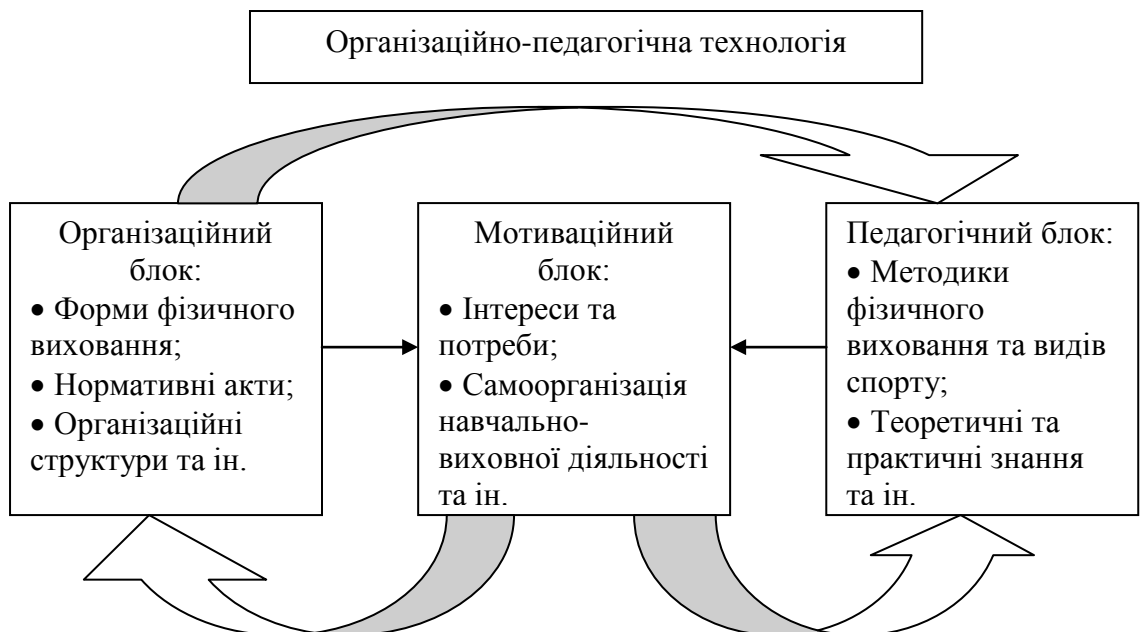 Організаційно-педагогічна технологія
Організаційний
блок:
• Форми фізичного
виховання;
• Нормативні акти;
• Організаційні
структури та ін.
Мотиваційний
блок:
• Інтереси та
потреби;
• Самоорганізація
навчально-
виховної діяльності
та ін.
Педагогічний блок:
• Методики
фізичного
виховання та видів
спорту;
• Теоретичні та
практичні знання
та ін.